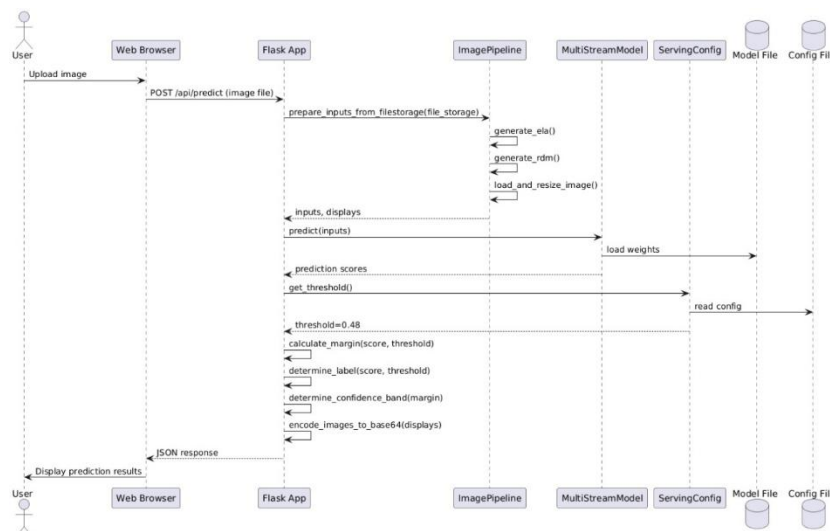 User Web Browser Flask App ImagePipeline MultiStreamModel ServingConfig Model File Config Fil
Upload image
POST /api/predict (image file)
prepare_inputs_from_filestorage(file_storage)
generate_ela()
generate_rdm()
load_and_resize_image()
inputs, displays
predict(inputs)
load weights
prediction scores
get_threshold()
read config
threshold=0.48
calculate_margin(score, threshold)
determine_label(score, threshold)
determine_confidence_band(margin)
encode_images_to_base64(displays)
JSON response
Display prediction results
User Web Browser Flask App ImagePipeline MultiStreamModel ServingConfig Model File Config Fil